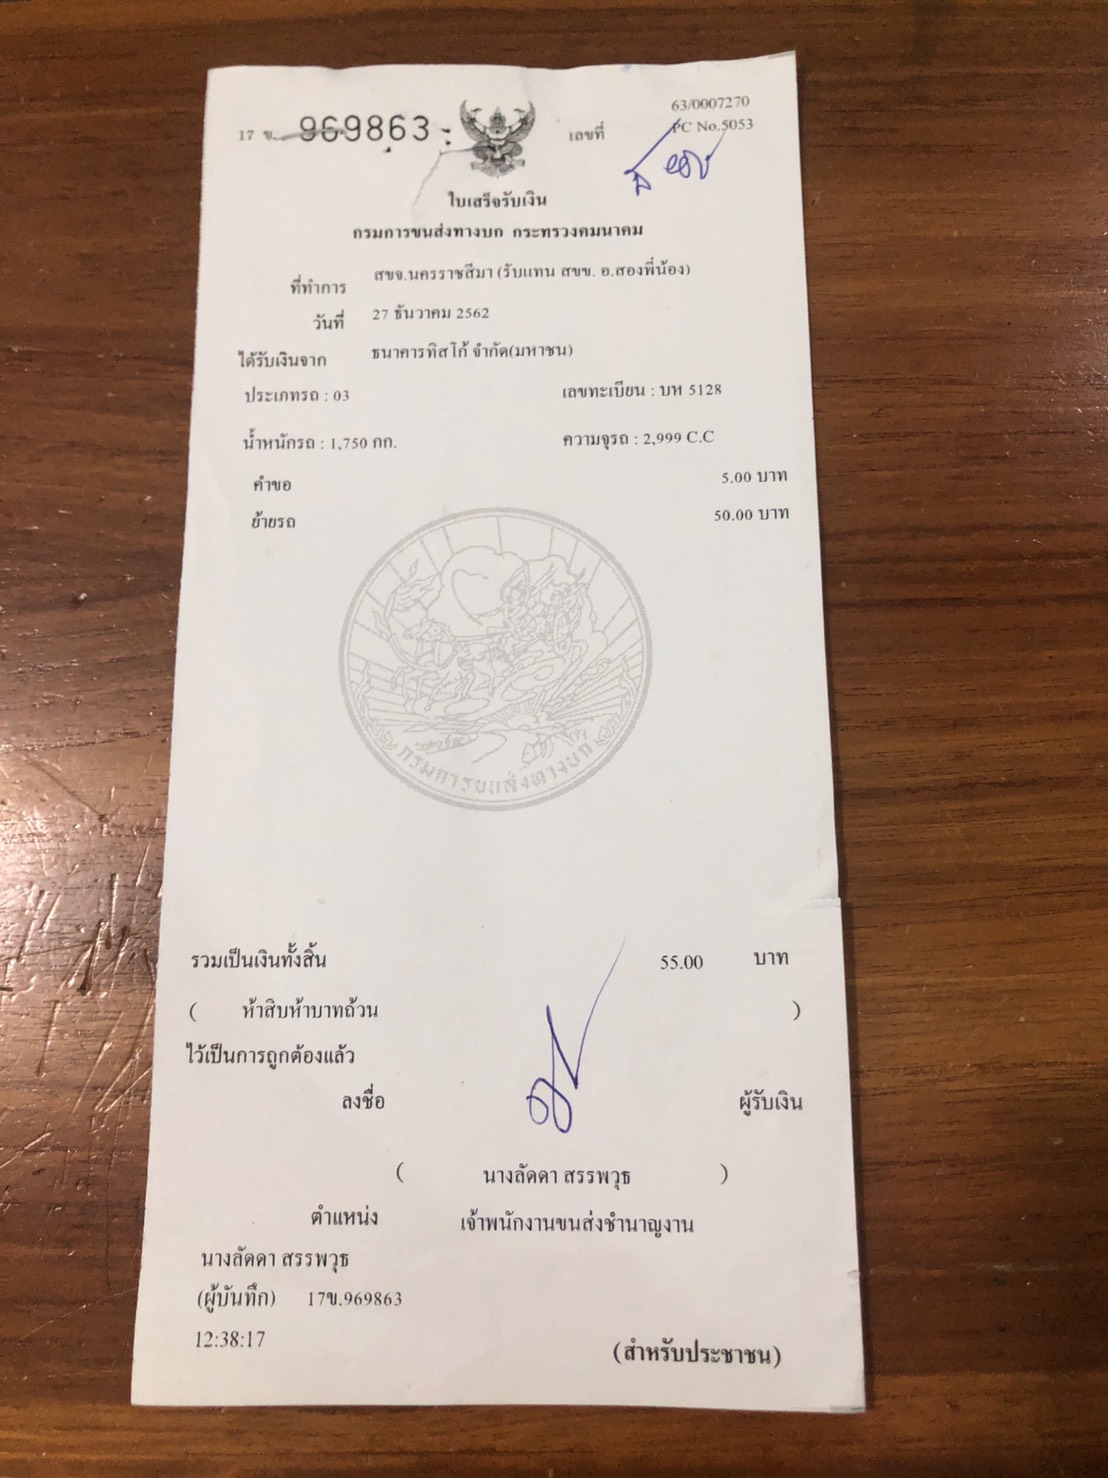 63/0007270
17 ข. 969863 เลขที่ PC No.5053
ใบเสร็จรับเงิน
กรมการขนส่งทางบก กระทรวงคมนาคม
ที่ทำการ สขจ.นครราชสีมา (รับแทน สขข. อ.สองพี่น้อง)
วันที่ 27 ธันวาคม 2562
ได้รับเงินจาก ธนาคารทิสโก้ จำกัด(มหาชน)
ประเภทรถ : 03 เลขทะเบียน : บห 5128
น้ำหนักรถ : 1,750 กก. ความจุรถ : 2,999 C.C
คำขอ 5.00 บาท
ย้ายรถ 50.00 บาท
กรมการขนส่งทางบก
รวมเป็นเงินทั้งสิ้น 55.00 บาท
( ห้าสิบห้าบาทถ้วน )
ไว้เป็นการถูกต้องแล้ว
ลงชื่อ ผู้รับเงิน
( นางลัดดา สรรพวุธ )
ตำแหน่ง เจ้าพนักงานขนส่งชำนาญงาน
นางลัดดา สรรพวุธ
(ผู้บันทึก) 17ข.969863
12:38:17
(สำหรับประชาชน)